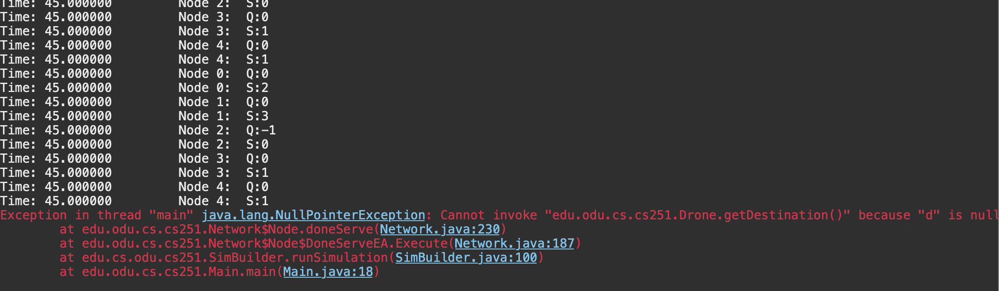 Time: 45.000000         Node 2:  S:0
Time: 45.000000         Node 3:  Q:0
Time: 45.000000         Node 3:  S:1
Time: 45.000000         Node 4:  Q:0
Time: 45.000000         Node 4:  S:1
Time: 45.000000         Node 0:  Q:0
Time: 45.000000         Node 0:  S:2
Time: 45.000000         Node 1:  Q:0
Time: 45.000000         Node 1:  S:3
Time: 45.000000         Node 2:  Q:-1
Time: 45.000000         Node 2:  S:0
Time: 45.000000         Node 3:  Q:0
Time: 45.000000         Node 3:  S:1
Time: 45.000000         Node 4:  Q:0
Time: 45.000000         Node 4:  S:1
Exception in thread "main" java.lang.NullPointerException: Cannot invoke "edu.odu.cs.cs251.Drone.getDestination()" because "d" is null
        at edu.odu.cs.cs251.Network$Node.doneServe(Network.java:230)
        at edu.odu.cs.cs251.Network$Node$DoneServeEA.Execute(Network.java:187)
        at edu.cs.odu.cs251.SimBuilder.runSimulation(SimBuilder.java:100)
        at edu.odu.cs.cs251.Main.main(Main.java:18)